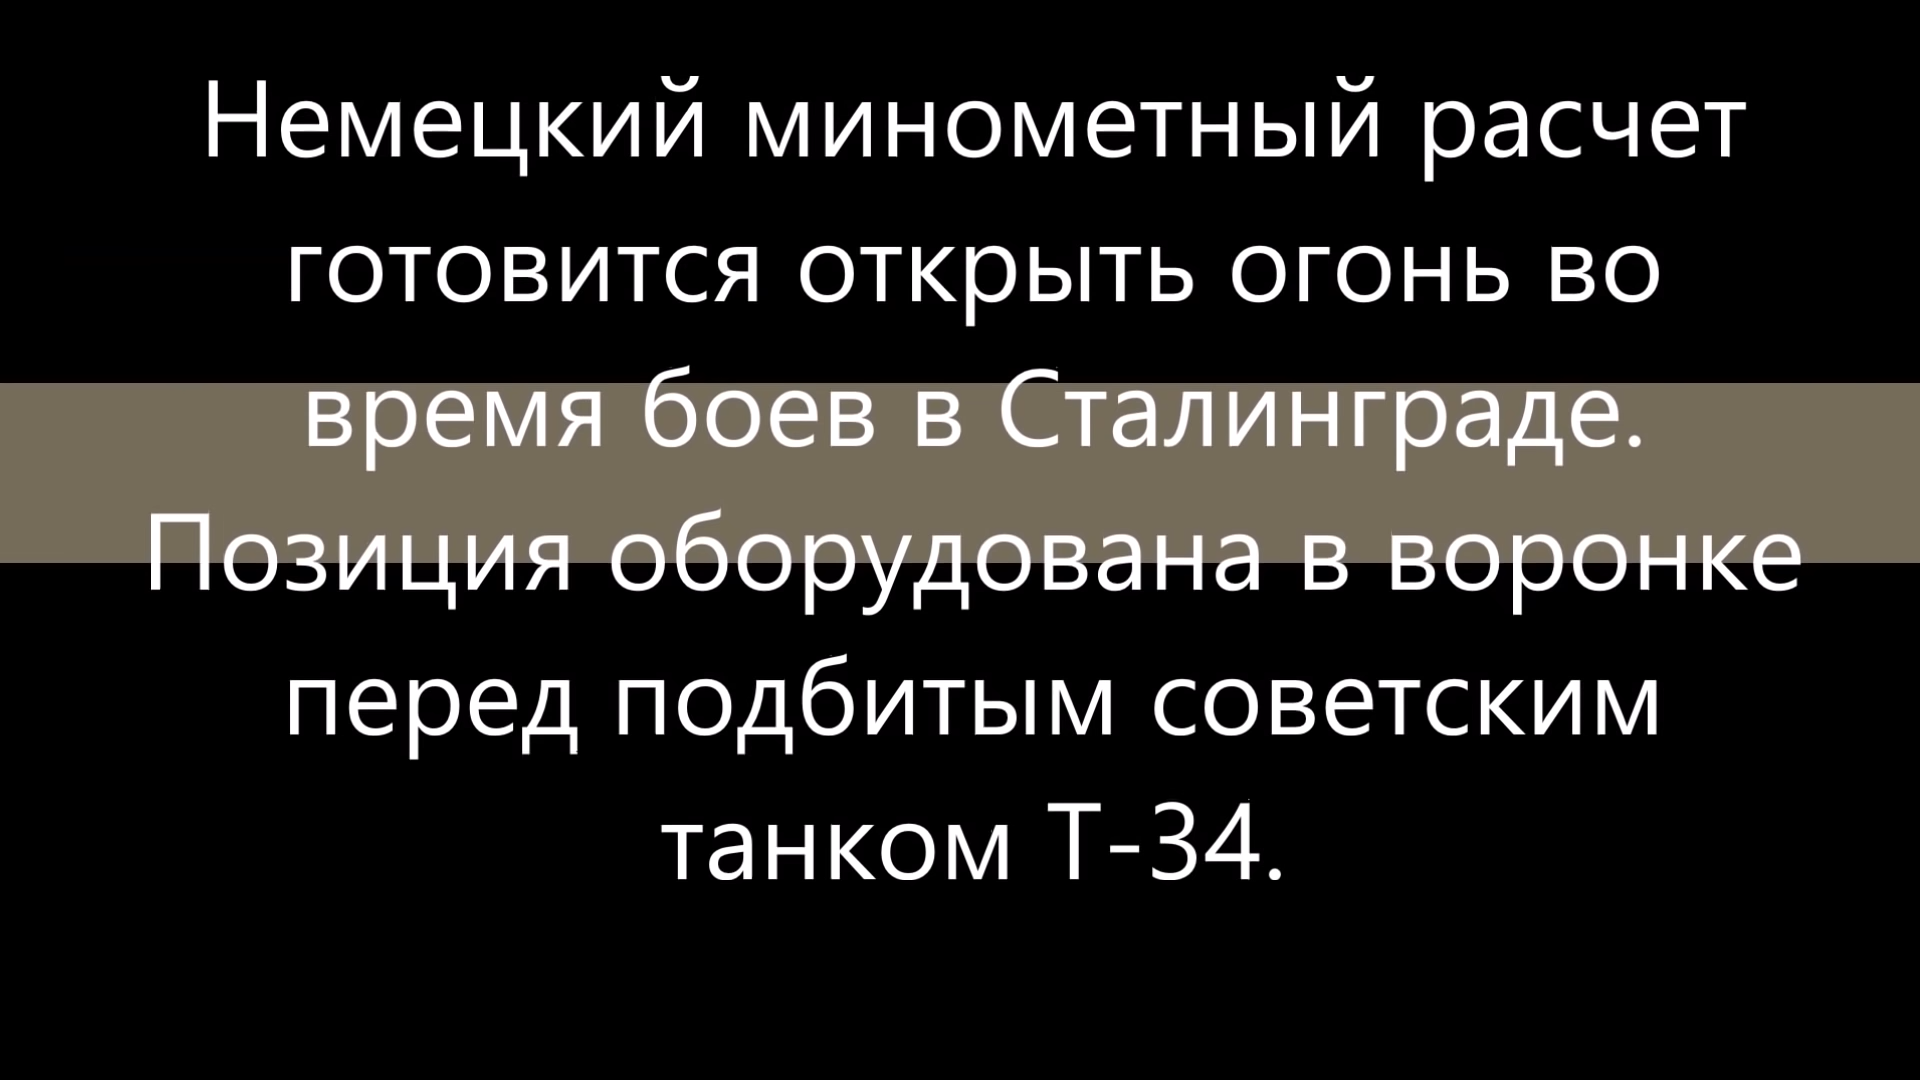 Немецкий минометный расчет
готовится открыть огонь во
время боев в Сталинграде.
Позиция оборудована в воронке
перед подбитым советским
танком Т-34.